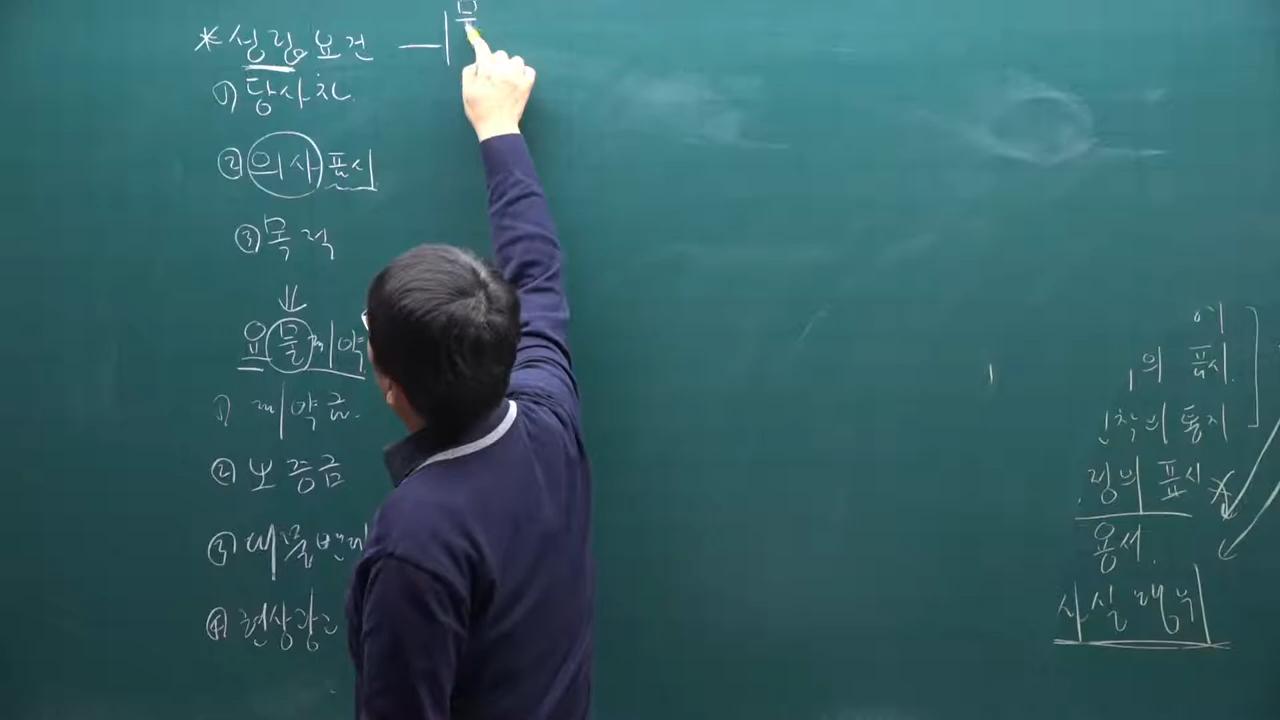 * 성립요건 ㅡ
① 당사자
② 의사표시
③ 목적
⇓
요물계약
① 계약금
② 보증금
③ 대물변
④ 현상광고
의 표시
의 통지
정의 표시 *
용서
사실행위